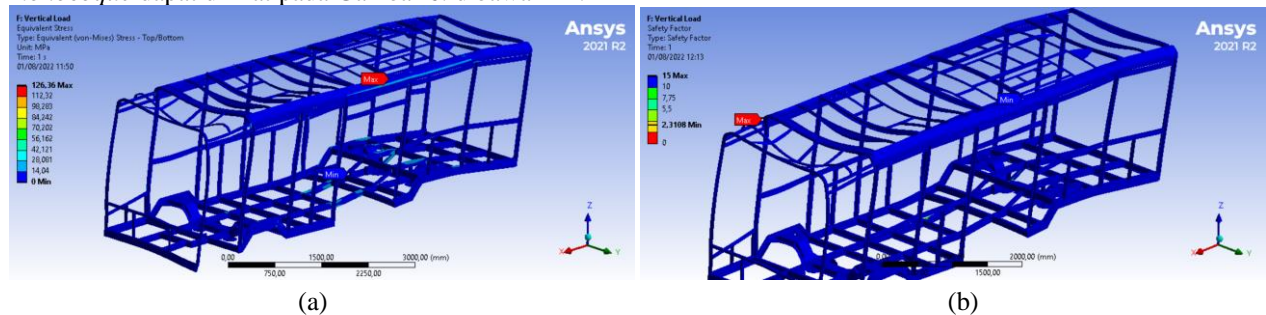 F: Vertical Load
Equivalent Stress
Type: Equivalent (von-Mises) Stress - Top/Bottom
Unit: MPa
Time: 1 s
01/08/2022 11:50
126,36 Max
112,32
98,283
84,242
70,202
56,162
42,121
28,081
14,04
0 Min
Ansys
2021 R2
Max
Min
Z
X
Y
0,00
1500,00
3000,00 (mm)
750,00
2250,00
(a)
F: Vertical Load
Safety Factor
Type: Safety Factor
Time: 1
01/08/2022 12:13
15 Max
10
7,75
5,5
2,3108 Min
0
Ansys
2021 R2
Max
Min
Z
X
Y
2000,00 (mm)
1500,00
(b)